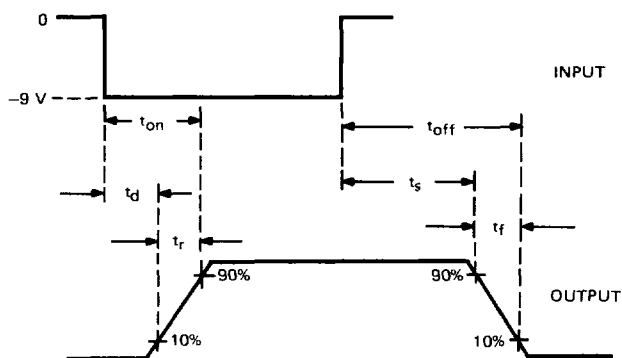 0
INPUT
−9 V
t_on
t_off
t_d
t_s
t_r
t_f
90%
90%
OUTPUT
10%
10%